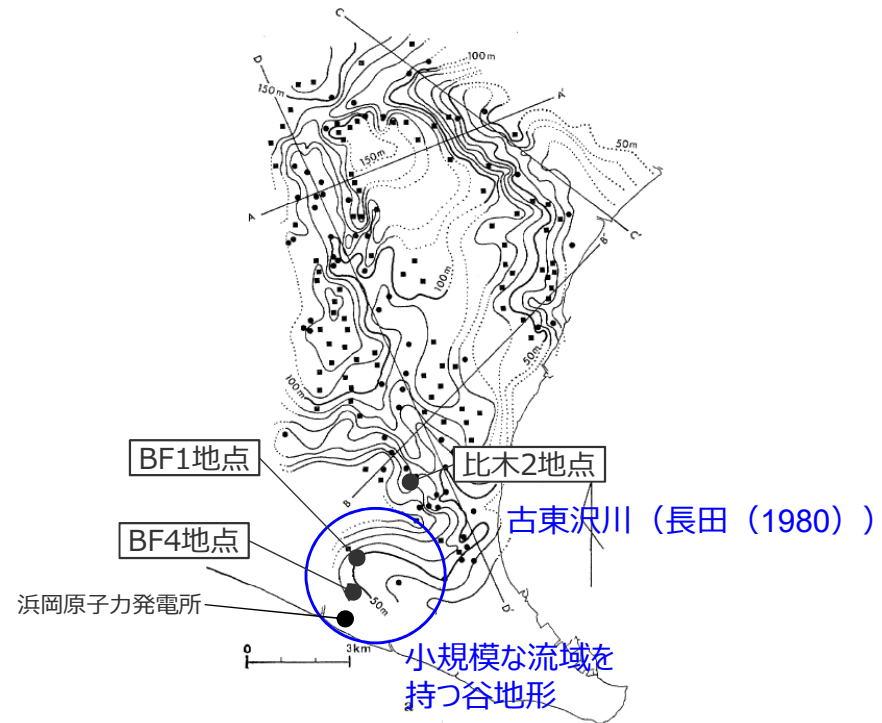 C
100m
D
150m
A'
150m
50m
A
C'
B'
100m
50m
100m
BF1地点
比木2地点
B
古東沢川（長田（1980））
BF4地点
50m
浜岡原子力発電所
D'
0
3km
小規模な流域を
持つ谷地形